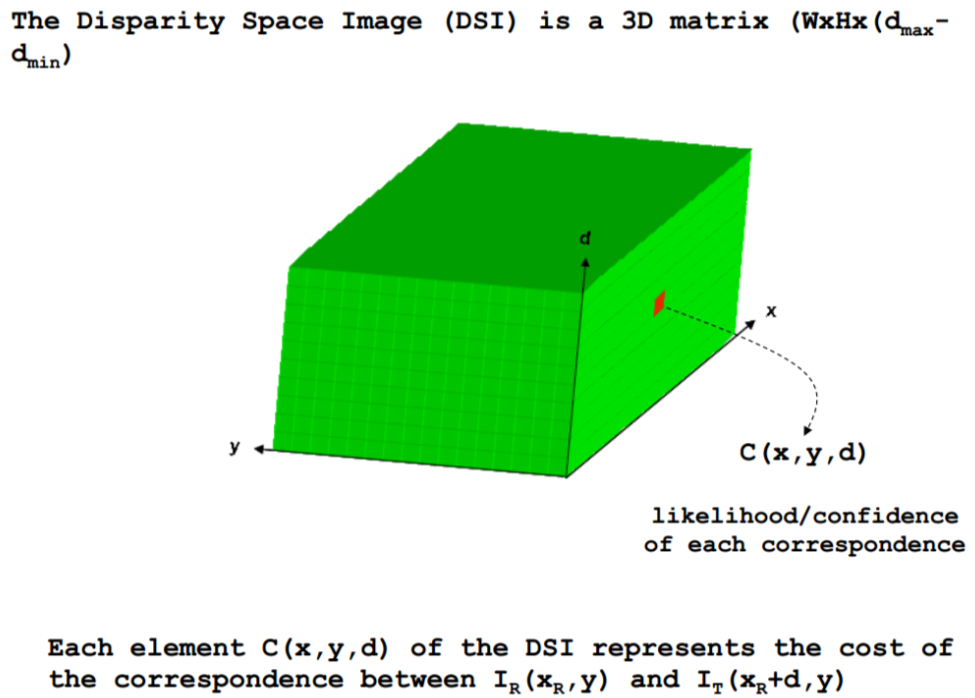 The Disparity Space Image (DSI) is a 3D matrix (WxHx(dmax-
dmin)
d
x
y
C(x,y,d)
likelihood/confidence
of each correspondence
Each element C(x,y,d) of the DSI represents the cost of
the correspondence between IR(xR,y) and IT(xR+d,y)